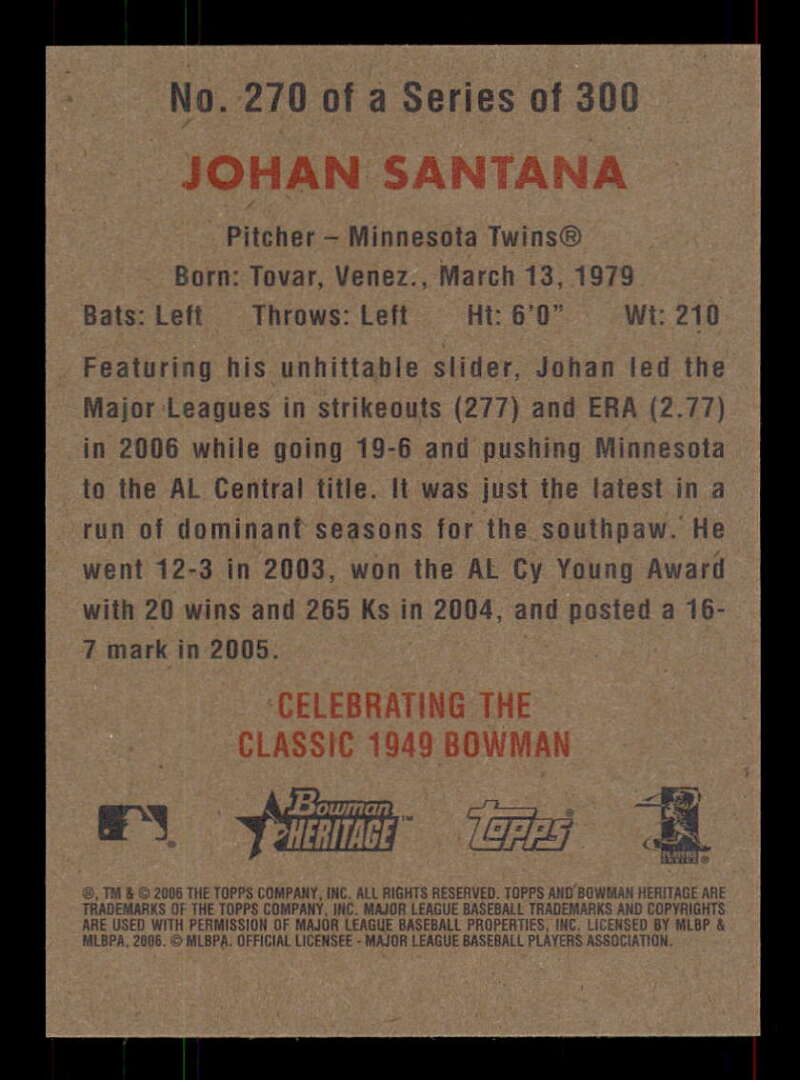 No. 270 of a Series of 300
JOHAN SANTANA
Pitcher – Minnesota Twins®
Born: Tovar, Venez., March 13, 1979
Bats: Left Throws: Left Ht: 6'0" Wt: 210
Featuring his unhittable slider, Johan led the
Major Leagues in strikeouts (277) and ERA (2.77)
in 2006 while going 19-6 and pushing Minnesota
to the AL Central title. It was just the latest in a
run of dominant seasons for the southpaw. He
went 12-3 in 2003, won the AL Cy Young Award
with 20 wins and 265 Ks in 2004, and posted a 16-
7 mark in 2005.
CELEBRATING THE
CLASSIC 1949 BOWMAN
Bowman HERITAGE™ Topps®
®, TM & © 2006 THE TOPPS COMPANY, INC. ALL RIGHTS RESERVED. TOPPS AND BOWMAN HERITAGE ARE
TRADEMARKS OF THE TOPPS COMPANY, INC. MAJOR LEAGUE BASEBALL TRADEMARKS AND COPYRIGHTS
ARE USED WITH PERMISSION OF MAJOR LEAGUE BASEBALL PROPERTIES, INC. LICENSED BY MLBP &
MLBPA, 2006. © MLBPA. OFFICIAL LICENSEE - MAJOR LEAGUE BASEBALL PLAYERS ASSOCIATION.